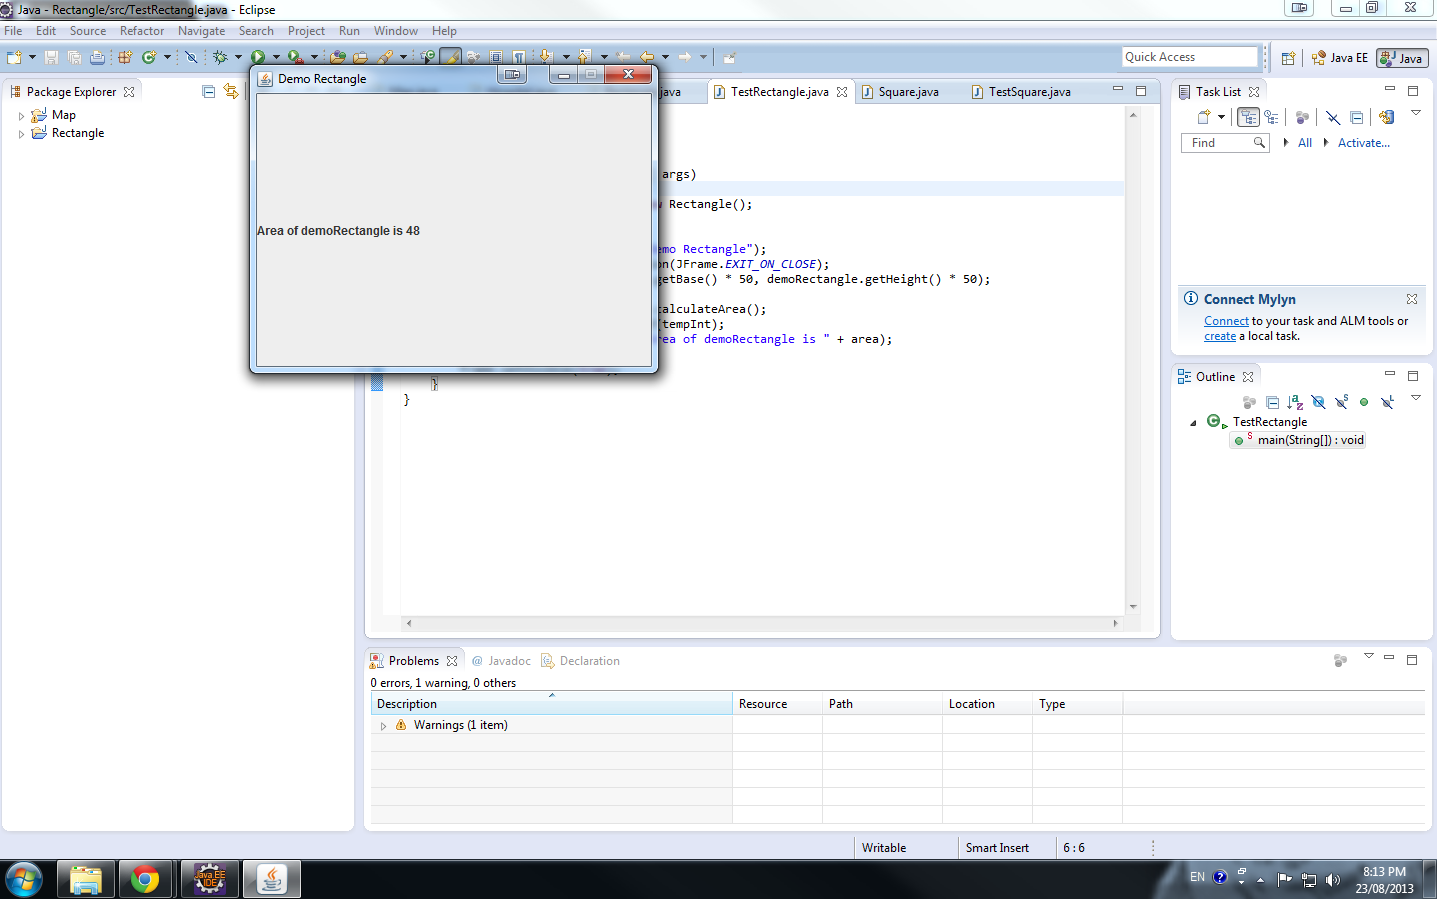 Java - Rectangle/src/TestRectangle.java - Eclipse
File Edit Source Refactor Navigate Search Project Run Window Help
Quick Access
Java EE
Java
Package Explorer
Map
Rectangle
Demo Rectangle
Area of demoRectangle is 48
java
TestRectangle.java
Square.java
TestSquare.java
args)
Rectangle();
emo Rectangle");
on(JFrame.EXIT_ON_CLOSE);
getBase() * 50, demoRectangle.getHeight() * 50);
calculateArea();
(tempInt);
rea of demoRectangle is " + area);
}
}
Task List
Find
All
Activate...
Connect Mylyn
Connect to your task and ALM tools or
create a local task.
Outline
TestRectangle
main(String[]) : void
Problems
@ Javadoc
Declaration
0 errors, 1 warning, 0 others
Description Resource Path Location Type
Warnings (1 item)
Writable
Smart Insert
6 : 6
Java EE
IDE
EN
8:13 PM
23/08/2013